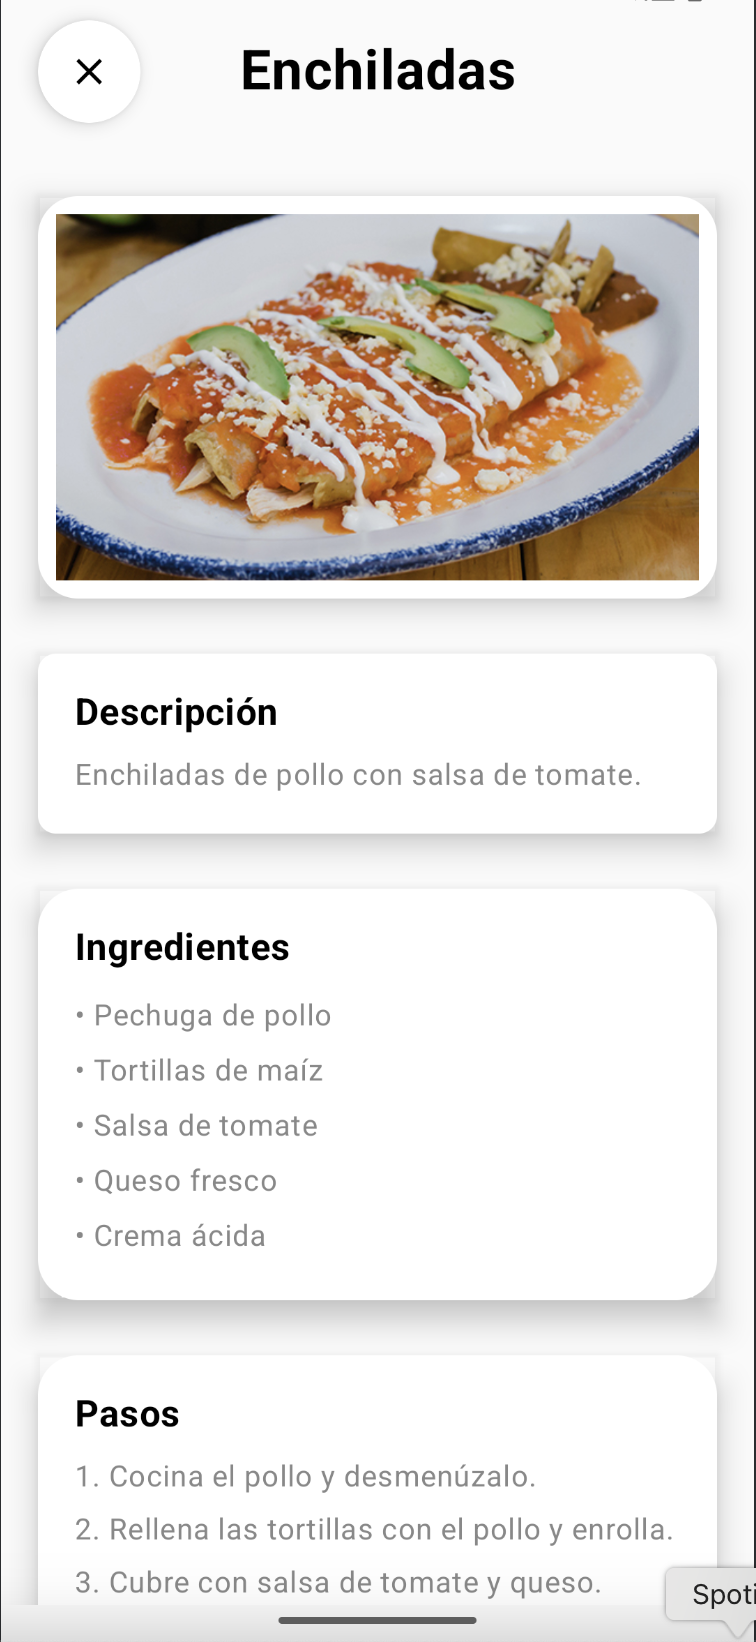 Enchiladas
Descripción
Enchiladas de pollo con salsa de tomate.
Ingredientes
• Pechuga de pollo
• Tortillas de maíz
• Salsa de tomate
• Queso fresco
• Crema ácida
Pasos
1. Cocina el pollo y desmenúzalo.
2. Rellena las tortillas con el pollo y enrolla.
3. Cubre con salsa de tomate y queso.
Spoti